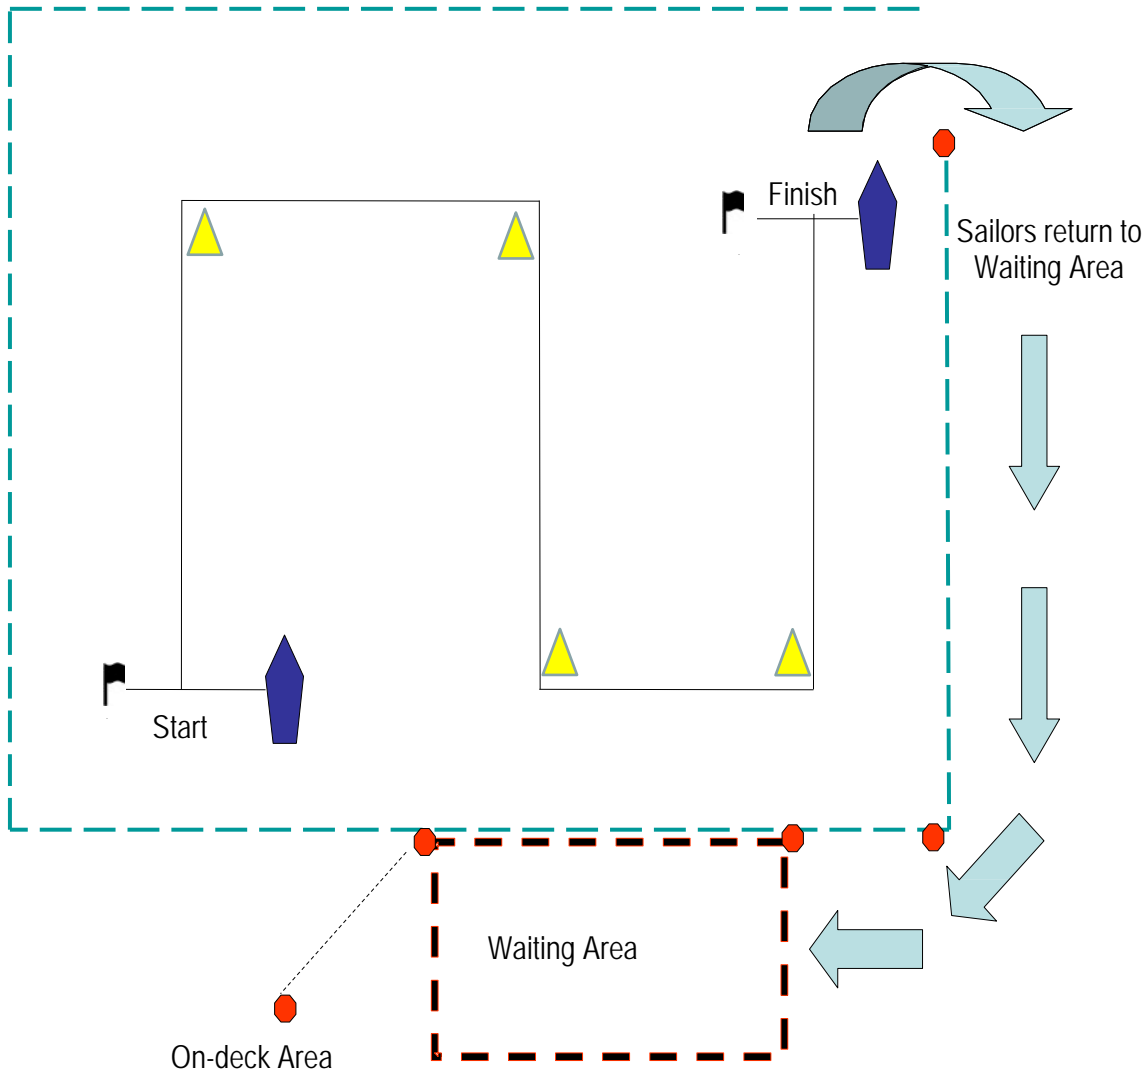 Finish
Sailors return to
Waiting Area
Start
Waiting Area
On-deck Area